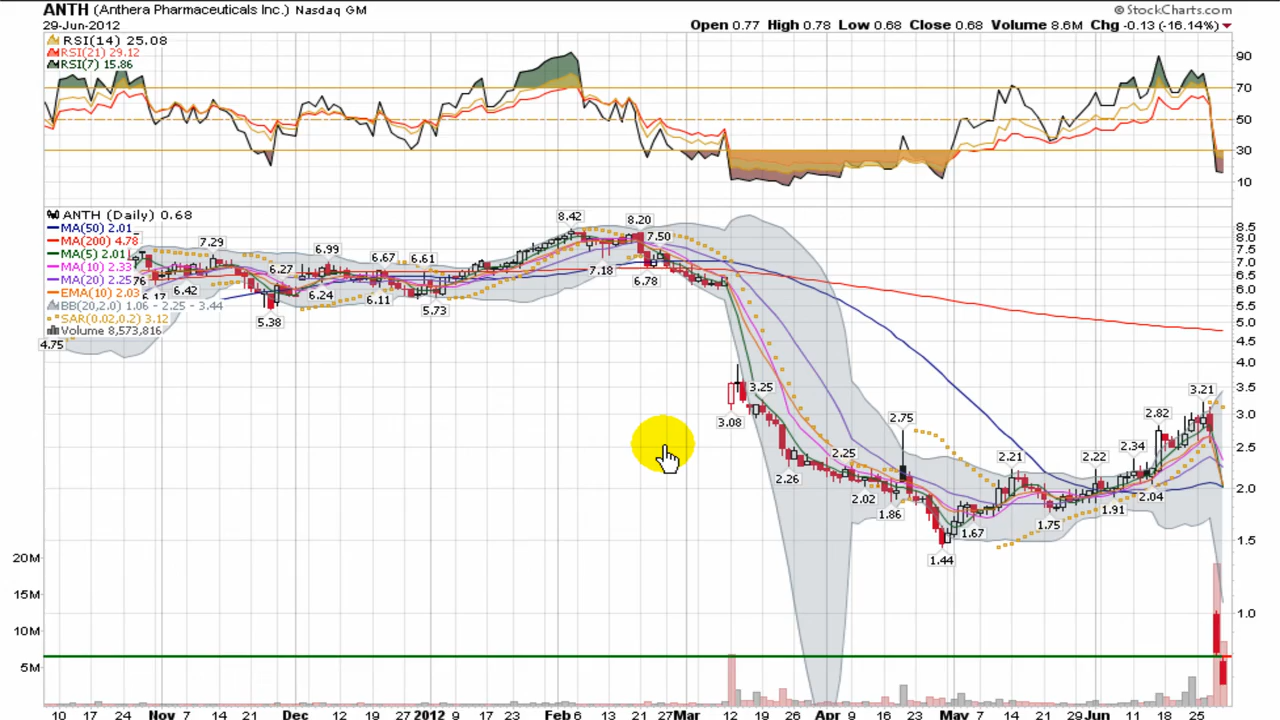 ANTH (Anthera Pharmaceuticals Inc.) Nasdaq GM
© StockCharts.com
29-Jun-2012
Open 0.77 High 0.78 Low 0.68 Close 0.68 Volume 8.6M Chg -0.13 (-16.14%)
RSI(14) 25.08
RSI(21) 29.12
RSI(7) 15.86
90
70
50
30
10
ANTH (Daily) 0.68
MA(50) 2.01
MA(200) 4.78
MA(5) 2.01
MA(10) 2.33
MA(20) 2.25
EMA(10) 2.03
BB(20,2.0) 1.06 - 2.25 - 3.44
SAR(0.02,0.2) 3.12
Volume 8,573,816
4.75
76
6.17
6.42
7.29
6.27
5.38
6.99
6.24
6.67
6.11
6.61
5.73
8.42
7.18
8.20
7.50
6.78
3.08
3.25
2.26
2.25
2.02
1.86
2.75
1.44
1.67
2.21
1.75
2.22
1.91
2.34
2.04
2.82
3.21
8.5
8.0
7.5
7.0
6.5
6.0
5.5
5.0
4.5
4.0
3.5
3.0
2.5
2.0
1.5
1.0
20M
15M
10M
5M
10 17 24 Nov 7 14 21 Dec 12 19 27 2012 9 17 23 Feb 6 13 21 27 Mar 12 19 26 Apr 9 16 23 May 7 14 21 29 Jun 11 18 25